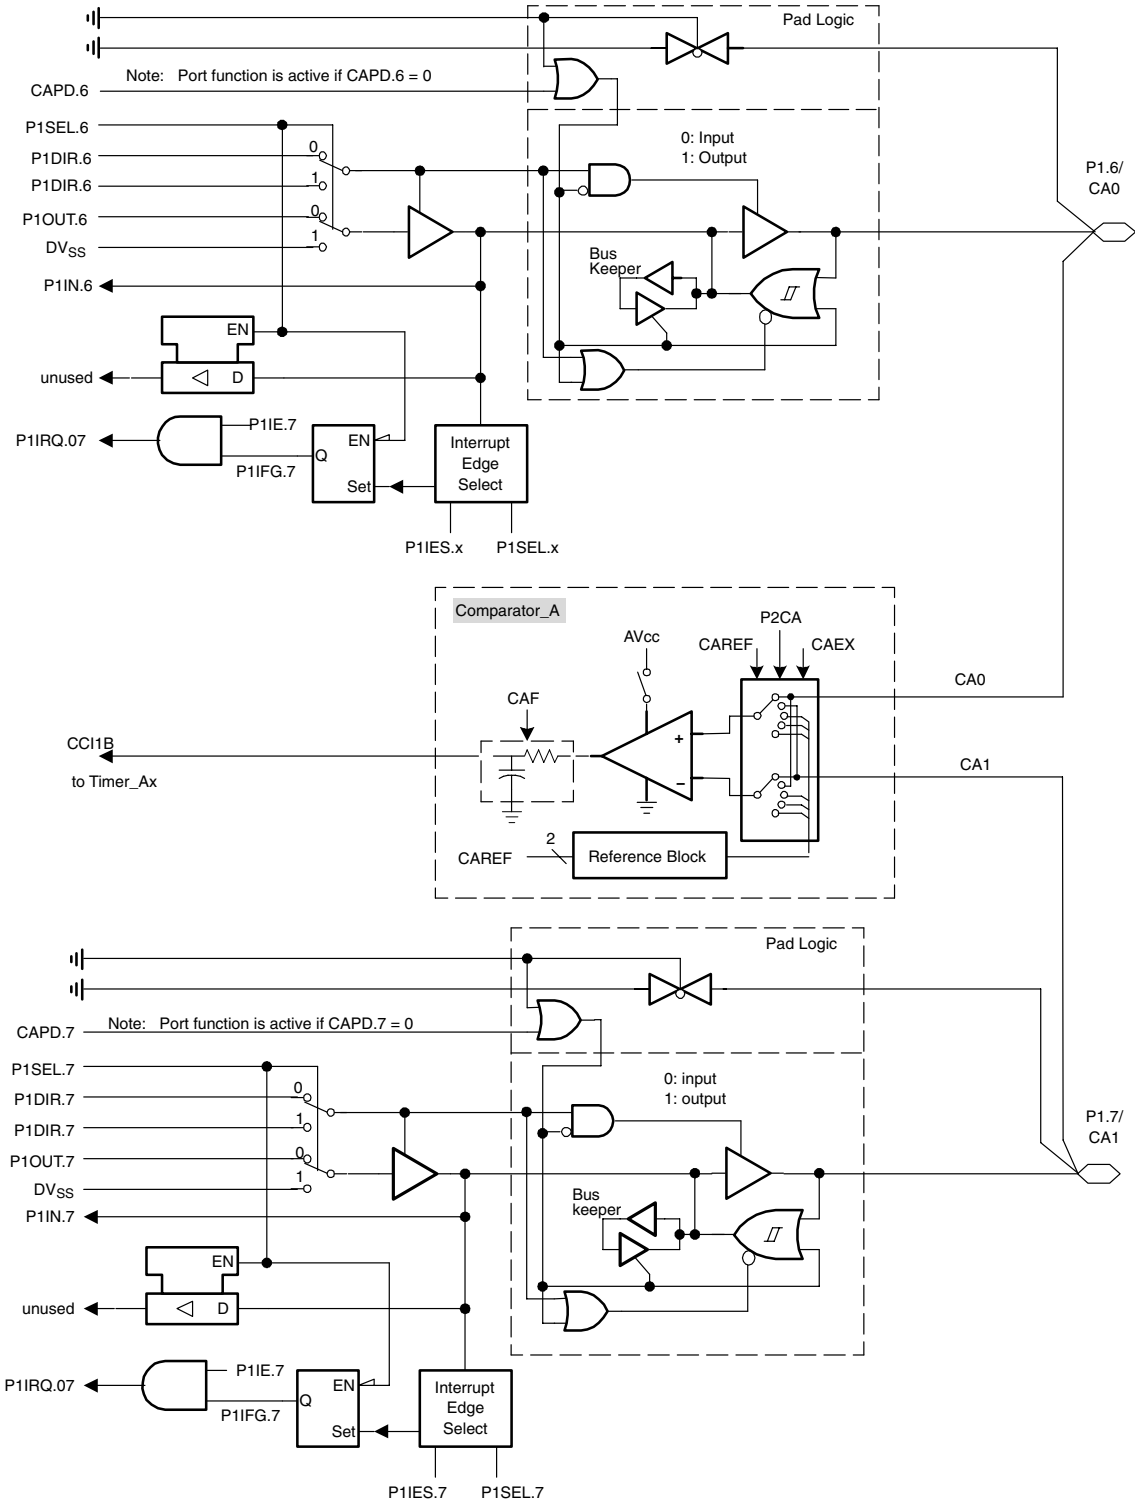 Pad Logic
Note: Port function is active if CAPD.6 = 0
CAPD.6
P1SEL.6
0
P1DIR.6
1
P1DIR.6
0: Input
1: Output
P1.6/
CA0
0
P1OUT.6
1
DVSS
Bus
Keeper
P1IN.6
EN
unused
D
P1IE.7
P1IRQ.07
P1IFG.7
EN
Q
Set
Interrupt
Edge
Select
P1IES.x
P1SEL.x
Comparator_A
P2CA
AVcc
CAREF
CAEX
CA0
CAF
+
CCI1B
to Timer_Ax
CA1
−
2
CAREF
Reference Block
Pad Logic
Note: Port function is active if CAPD.7 = 0
CAPD.7
P1SEL.7
0
P1DIR.7
1
P1DIR.7
0: input
1: output
P1.7/
CA1
0
P1OUT.7
1
DVSS
Bus
keeper
P1IN.7
EN
unused
D
P1IE.7
P1IRQ.07
P1IFG.7
EN
Q
Set
Interrupt
Edge
Select
P1IES.7
P1SEL.7